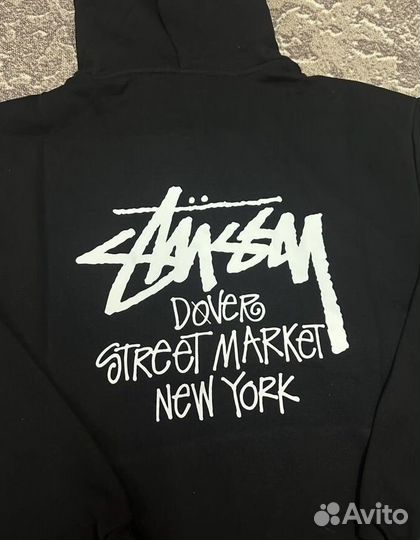 Stüssy
DOVER
STREET MARKET
NEW YORK
Avito